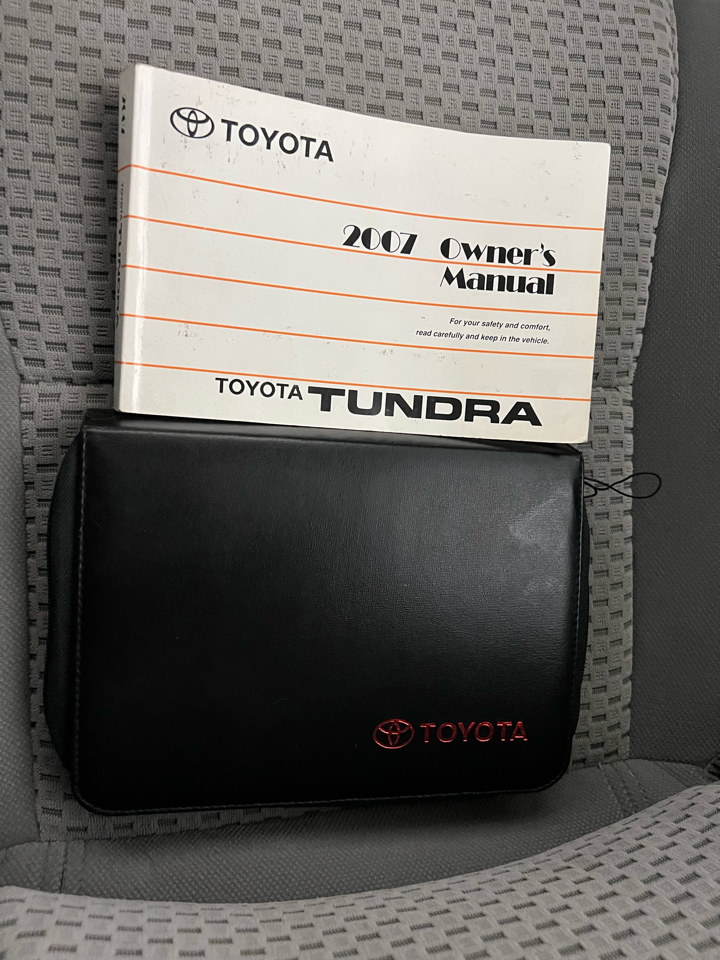 TOYOTA
2007 Owner's
Manual
For your safety and comfort,
read carefully and keep in the vehicle.
TOYOTA TUNDRA
TOYOTA